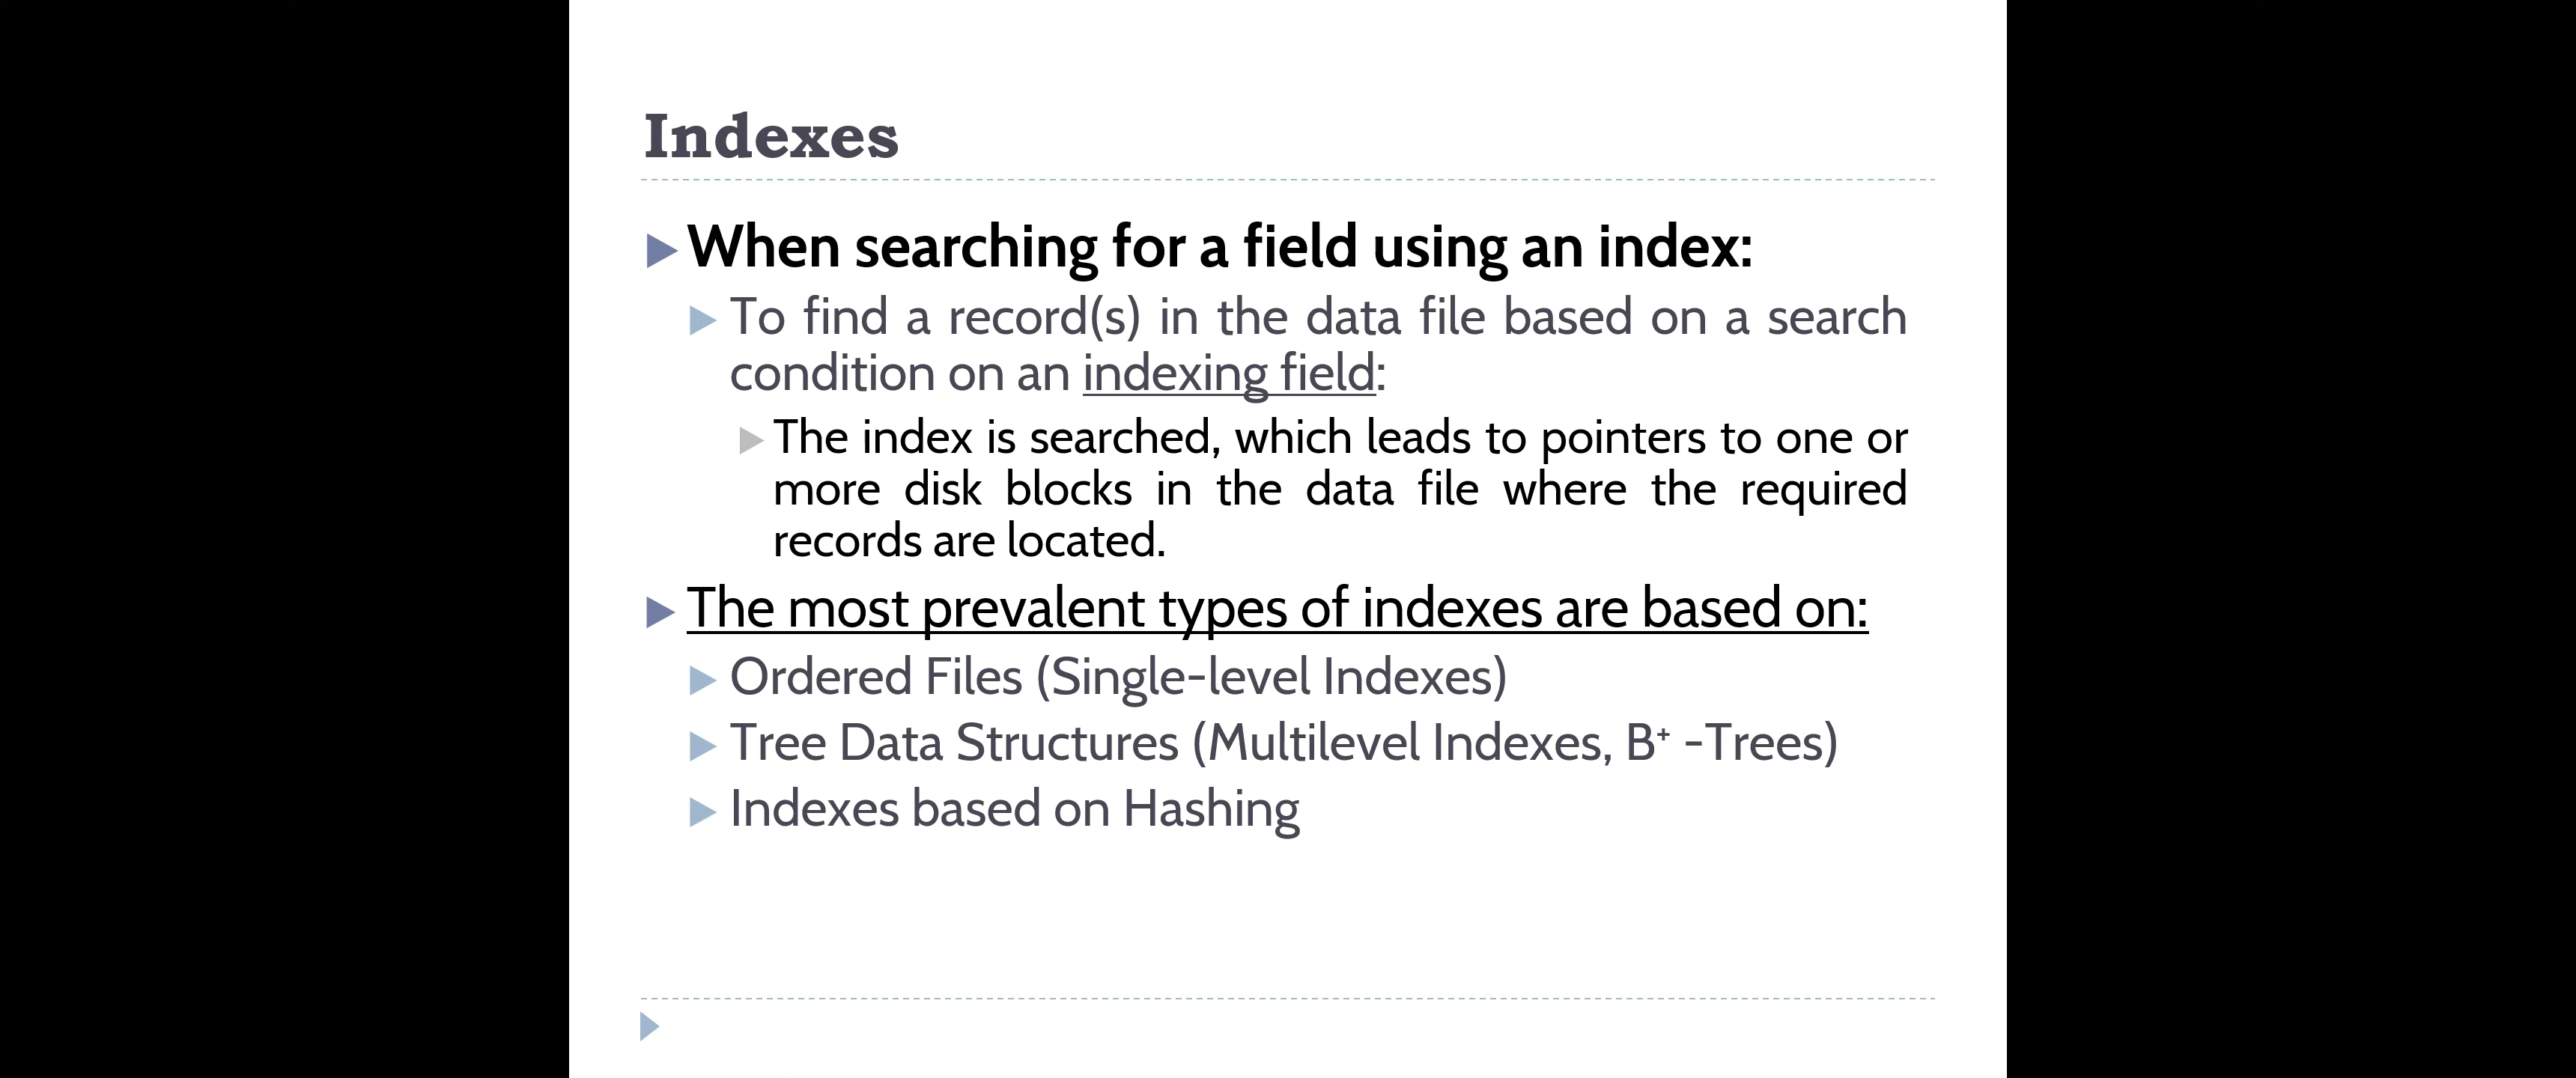 Indexes
When searching for a field using an index:
To find a record(s) in the data file based on a search
condition on an indexing field:
The index is searched, which leads to pointers to one or
more disk blocks in the data file where the required
records are located.
The most prevalent types of indexes are based on:
Ordered Files (Single-level Indexes)
Tree Data Structures (Multilevel Indexes, B⁺ -Trees)
Indexes based on Hashing